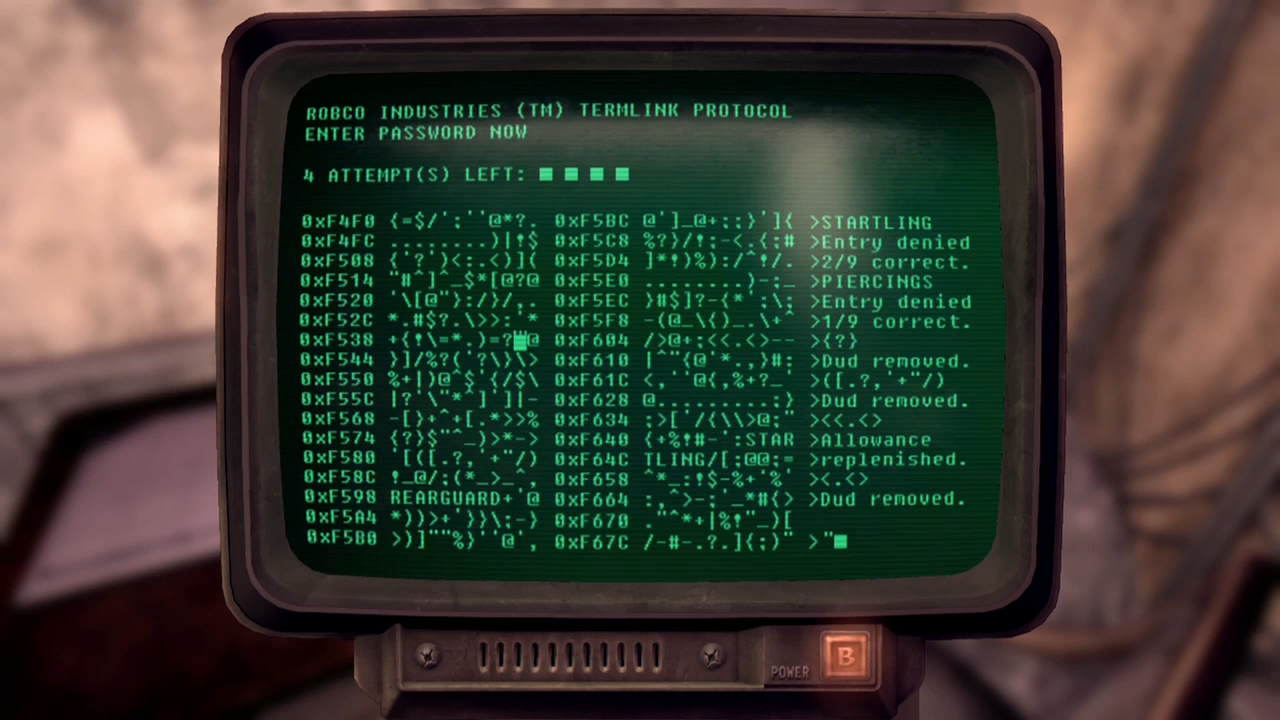 ROBCO INDUSTRIES (TM) TERMLINK PROTOCOL
ENTER PASSWORD NOW
4 ATTEMPT(S) LEFT: ■ ■ ■ ■
0xF4F0 {=$/';''@*?. 0xF5BC @']_@+;;}']{ >STARTLING
0xF4FC ........)|!$ 0xF5C8 %?}/!;-<.{;# >Entry denied
0xF508 {'?')<:.<)]( 0xF5D4 ]*!)%):/^!/. >2/9 correct.
0xF514 "#^]^_$*[@?@ 0xF5E0 ........)-;_ >PIERCINGS
0xF520 '\[@"}:/}/,. 0xF5EC }#$]?-{*';\; >Entry denied
0xF52C *.#$?.\>>:'* 0xF5F8 -(@_\{)_.\+^ >1/9 correct.
0xF538 +{!\=*.)=?"@ 0xF604 />@+;<<.<>-- >{?}
0xF544 }]/%?('?\}\> 0xF610 |^"{@'*.,}#: >Dud removed.
0xF550 %+|)@^$'{/$\ 0xF61C <,''@{,%+?_' >([.?,'+"/)
0xF55C |?'\"*^]']|- 0xF628 @.........;} >Dud removed.
0xF568 -[}+^+[.*>>% 0xF634 ;>['/{\\>@;" ><<.<>
0xF574 {?}$"^_)>*-> 0xF640 {+%!#-':STAR >Allowance
0xF580 '[([.?,'+"/) 0xF64C TLING/[;@@;= >replenished.
0xF58C !_@/;(*_>_^, 0xF658 ^*_:!$-%+'%' ><.<>
0xF598 REARGUARD+'@ 0xF664 :,^>-;'_*#{> >Dud removed.
0xF5A4 *))>+'}}\;-} 0xF670 ."^*+|%!"_)[
0xF5B0 >)]""%}''@', 0xF67C /-#-.?.]{;)" >"■
POWER
B